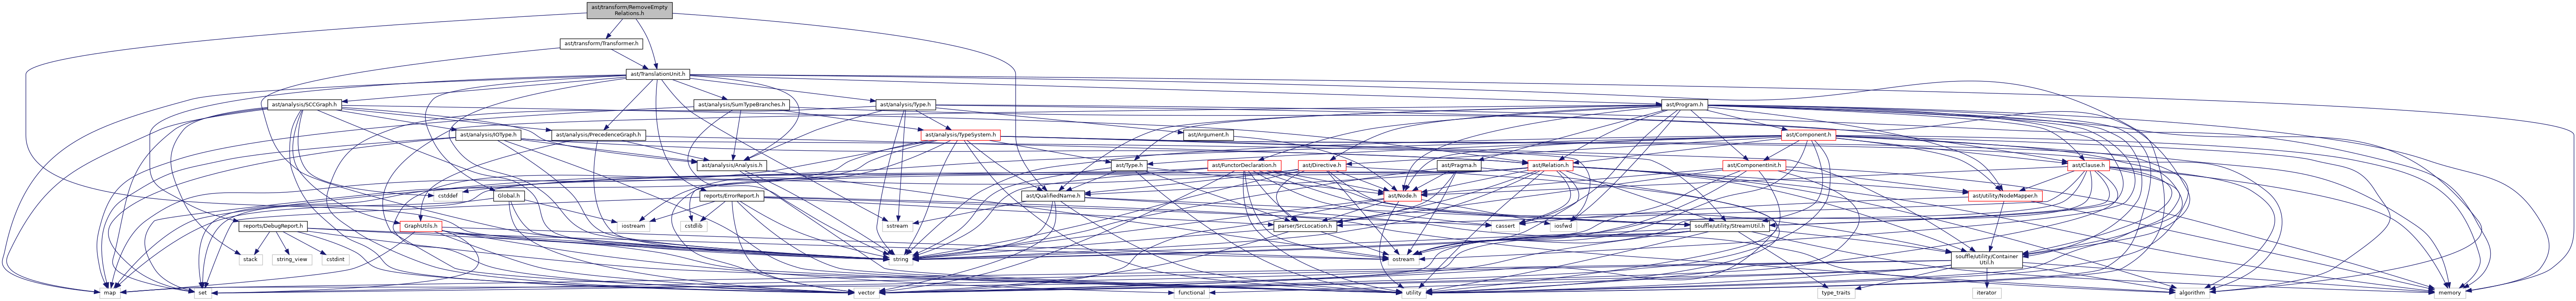 ast/transform/RemoveEmpty
Relations.h
ast/transform/Transformer.h
ast/TranslationUnit.h
ast/analysis/SCCGraph.h
ast/analysis/SumTypeBranches.h
ast/analysis/Type.h
ast/Program.h
ast/analysis/IOType.h
ast/analysis/PrecedenceGraph.h
ast/analysis/TypeSystem.h
ast/Argument.h
ast/Component.h
ast/analysis/Analysis.h
ast/Type.h
ast/FunctorDeclaration.h
ast/Directive.h
ast/Pragma.h
ast/Relation.h
ast/ComponentInit.h
ast/Clause.h
cstddef
Global.h
reports/ErrorReport.h
ast/QualifiedName.h
ast/Node.h
ast/utility/NodeMapper.h
reports/DebugReport.h
GraphUtils.h
iostream
cstdlib
sstream
parser/SrcLocation.h
cassert
iosfwd
souffle/utility/StreamUtil.h
stack
string_view
cstdint
string
ostream
souffle/utility/Container
Util.h
map
set
vector
functional
utility
type_traits
iterator
algorithm
memory